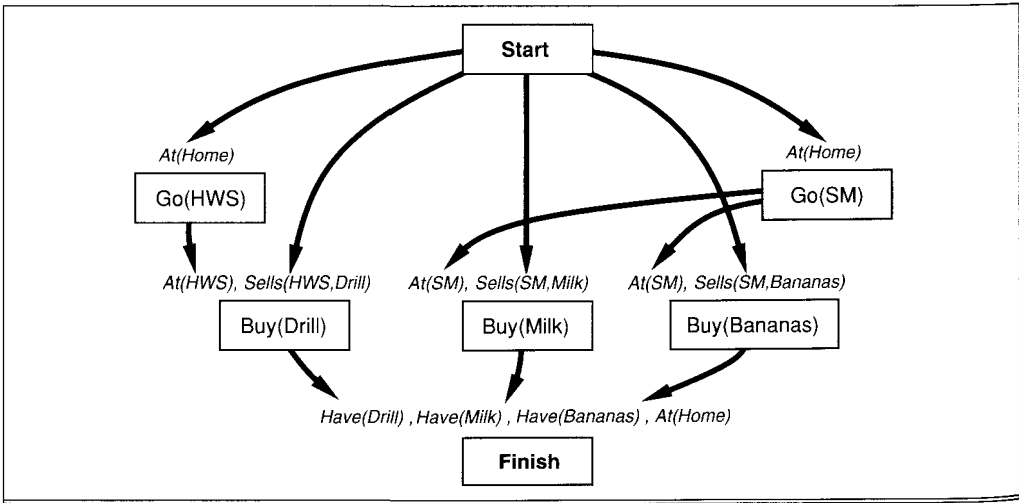 Start
At(Home)
At(Home)
Go(HWS)
Go(SM)
At(HWS), Sells(HWS,Drill)
At(SM), Sells(SM,Milk)
At(SM), Sells(SM,Bananas)
Buy(Drill)
Buy(Milk)
Buy(Bananas)
Have(Drill) , Have(Milk) , Have(Bananas) , At(Home)
Finish